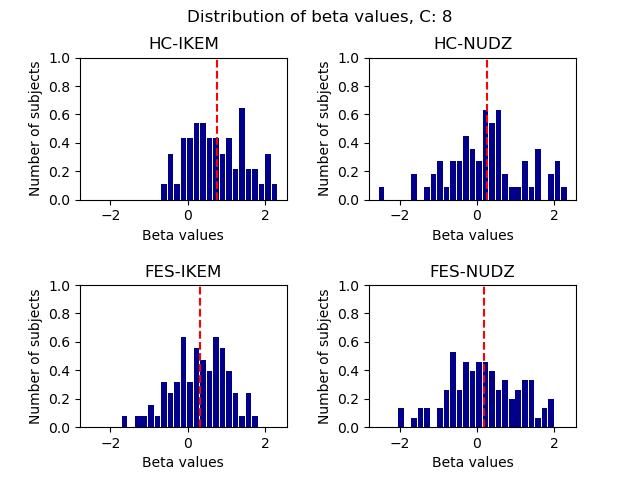 Distribution of beta values, C: 8
HC-IKEM
HC-NUDZ
1.0
0.8
0.6
0.4
0.2
0.0
Number of subjects
−2
0
2
Beta values
1.0
0.8
0.6
0.4
0.2
0.0
Number of subjects
−2
0
2
Beta values
FES-IKEM
FES-NUDZ
1.0
0.8
0.6
0.4
0.2
0.0
Number of subjects
−2
0
2
Beta values
1.0
0.8
0.6
0.4
0.2
0.0
Number of subjects
−2
0
2
Beta values